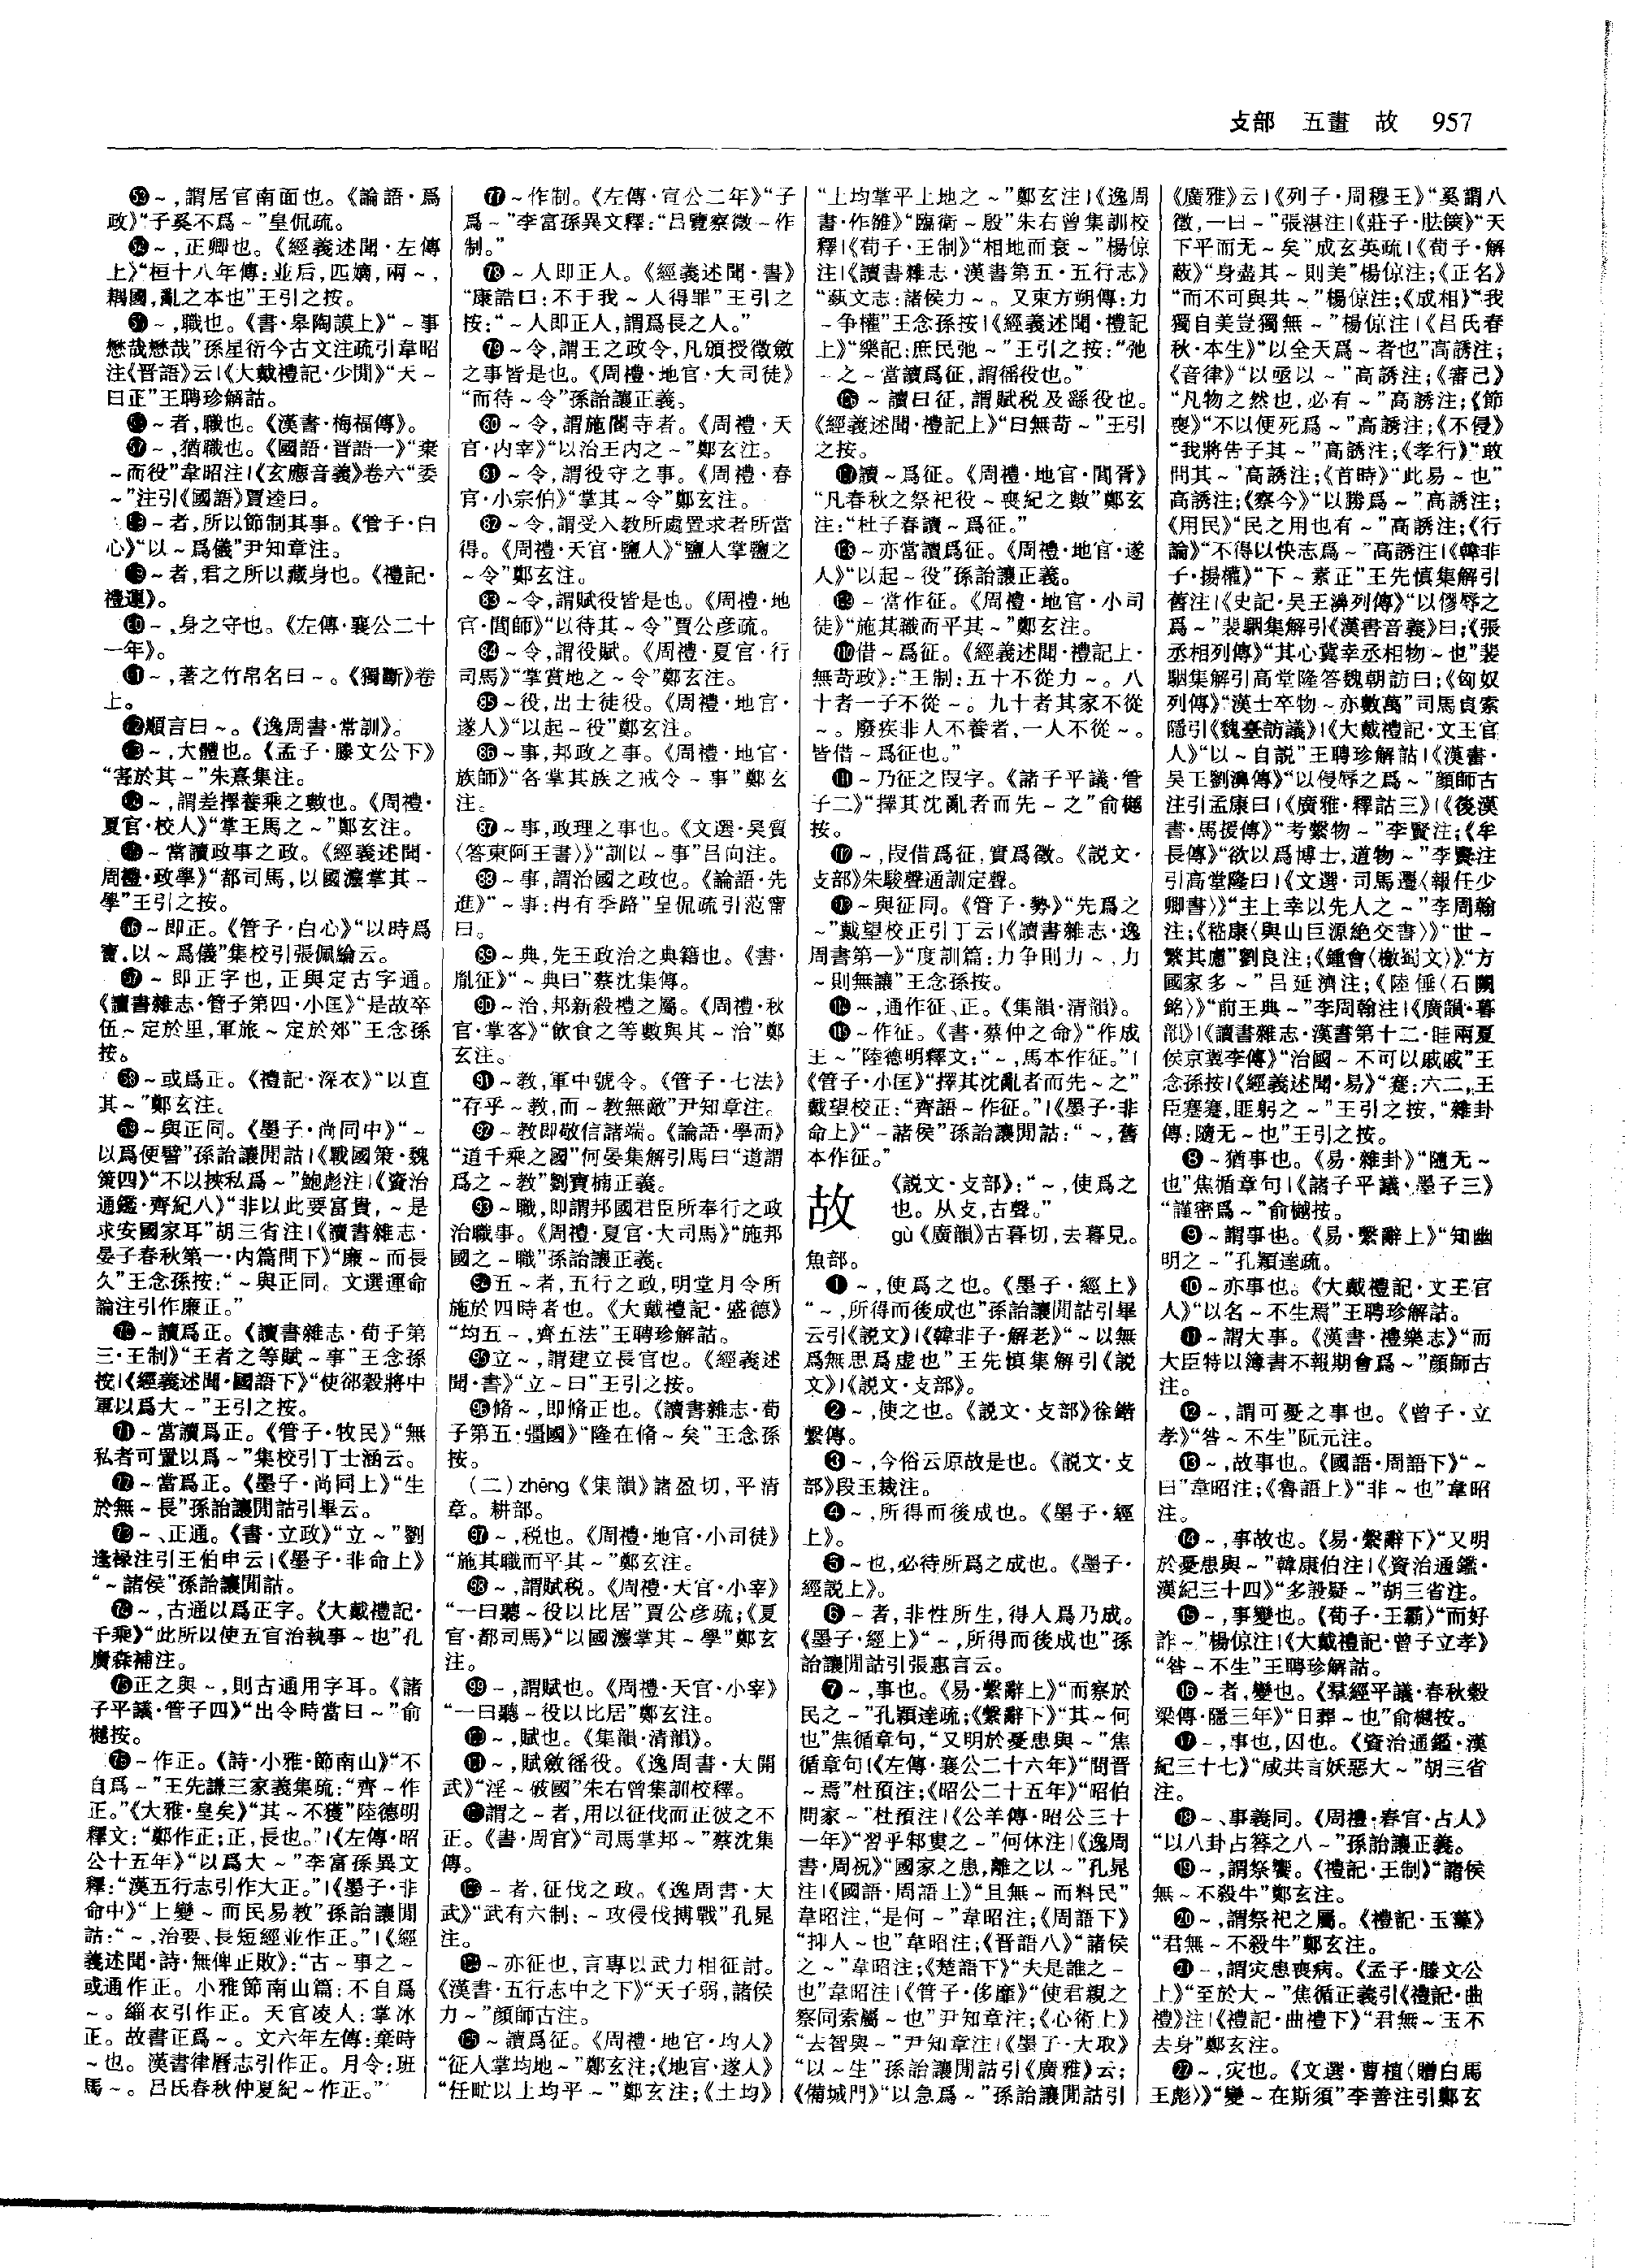 攴部 五畫 故 957
~,謂居官南面也。《論語·爲
政》“子奚不爲~”皇侃疏。
~,正卿也。《經義述聞·左傳
上》“桓十八年傳:並后,匹嫡,兩~,
耦國,亂之本也”王引之按。
~,職也。《書·皋陶謨上》“~事
懋哉懋哉”孫星衍今古文注疏引韋昭
注《晋語》云|《大戴禮記·少閒》“天~
曰正”王聘珍解詁。
~者,職也。《漢書·梅福傳》。
57~,猶職也。《國語·晋語一》“棄
~而役”韋昭注|《玄應音義》卷六“委
~”注引《國語》賈逵曰。
~者,所以節制其事。《管子·白
心》“以~爲儀”尹知章注。
~者,君之所以藏身也。《禮記·
禮運》。
60~,身之守也。《左傳·襄公二十
一年》。
61~,著之竹帛名曰~。《獨斷》卷
上。
62順言曰~。《逸周書·常訓》。
63~,大體也。《孟子·滕文公下》
“害於其~”朱熹集注。
64~,謂差擇養乘之數也。《周禮·
夏官·校人》“掌王馬之~”鄭玄注。
65~當讀政事之政。《經義述聞·
周禮·政學》“都司馬,以國灋掌其~
學”王引之按。
66~即正。《管子·白心》“以時爲
寶,以~爲儀”集校引張佩綸云。
67~即正字也,正與定古字通。
《讀書雜志·管子第四·小匡》“是故卒
伍~定於里,軍旅~定於郊”王念孫
按。
68~或爲正。《禮記·深衣》“以直
其~”鄭玄注。
69~與正同。《墨子·尚同中》“~
以爲便譬”孫詒讓閒詁|《戰國策·魏
策四》“不以挾私爲~”鮑彪注|《資治
通鑑·齊紀八》“非以此要富貴,~是
求安國家耳”胡三省注|《讀書雜志·
晏子春秋第一·内篇問下》“廉~而長
久”王念孫按:“~與正同。文選運命
論注引作廉正。”
70~讀爲正。《讀書雜志·荀子第
三·王制》“王者之等賦~事”王念孫
按|《經義述聞·國語下》“使郤縠將中
軍以爲大~”王引之按。
71~當讀爲正。《管子·牧民》“無
私者可置以爲~”集校引丁士涵云。
72~當爲正。《墨子·尚同上》“生
於無~長”孫詒讓閒詁引畢云。
73~、正通。《書·立政》“立~”劉
逢禄注引王伯申云|《墨子·非命上》
“~諸侯”孫詒讓閒詁。
74~,古通以爲正字。《大戴禮記·
千乘》“此所以使五官治執事~也”孔
廣森補注。
75正之與~,則古通用字耳。《諸
子平議·管子四》“出令時當曰~”俞
樾按。
76~作正。《詩·小雅·節南山》“不
自爲~”王先謙三家義集疏:“齊~作
正。”《大雅·皇矣》“其~不獲”陸德明
釋文:“鄭作正;正,長也。”|《左傳·昭
公十五年》“以爲大~”李富孫異文
釋:“漢五行志引作大正。”|《墨子·非
命中》“上變~而民易教”孫詒讓閒
詁:“~,治要、長短經並作正。”|《經
義述聞·詩·無俾正敗》:“古~事之~
或通作正。小雅節南山篇:不自爲
~。緇衣引作正。天官凌人:掌冰
正。故書正爲~。文六年左傳:棄時
~也。漢書律曆志引作正。月令:班
馬~。吕氏春秋仲夏紀~作正。”
77~作制。《左傳·宣公二年》“子
爲~”李富孫異文釋:“吕覽察微~作
制。”
78~人即正人。《經義述聞·書》
“康誥曰:不于我~人得罪”王引之
按:“~人即正人,謂爲長之人。”
79~令,謂王之政令,凡頒授徵斂
之事皆是也。《周禮·地官·大司徒》
“而待~令”孫詒讓正義。
80~令,謂施閽寺者。《周禮·天
官·内宰》“以治王内之~”鄭玄注。
81~令,謂役守之事。《周禮·春
官·小宗伯》“掌其~令”鄭玄注。
82~令,謂受入教所處置求者所當
得。《周禮·天官·鹽人》“鹽人掌鹽之
~令”鄭玄注。
83~令,謂賦役皆是也。《周禮·地
官·閭師》“以待其~令”賈公彦疏。
84~令,謂役賦。《周禮·夏官·行
司馬》“掌賞地之~令”鄭玄注。
85~役,出士徒役。《周禮·地官·
遂人》“以起~役”鄭玄注。
86~事,邦政之事。《周禮·地官·
族師》“各掌其族之戒令~事”鄭玄
注。
87~事,政理之事也。《文選·吴質
〈答東阿王書〉》“訓以~事”吕向注。
88~事,謂治國之政也。《論語·先
進》“~事:冉有季路”皇侃疏引范甯
曰。
89~典,先王政治之典籍也。《書·
胤征》“~典曰”蔡沈集傳。
90~治,邦新殺禮之屬。《周禮·秋
官·掌客》“飲食之等數與其~治”鄭
玄注。
91~教,軍中號令。《管子·七法》
“存乎~教,而~教無敵”尹知章注。
92~教即敬信諸端。《論語·學而》
“道千乘之國”何晏集解引馬曰“道謂
爲之~教”劉寶楠正義。
93~職,即謂邦國君臣所奉行之政
治職事。《周禮·夏官·大司馬》“施邦
國之~職”孫詒讓正義。
94五~者,五行之政,明堂月令所
施於四時者也。《大戴禮記·盛德》
“均五~,齊五法”王聘珍解詁。
95立~,謂建立長官也。《經義述
聞·書》“立~曰”王引之按。
96脩~,即脩正也。《讀書雜志·荀
子第五·彊國》“隆在脩~矣”王念孫
按。
(二)zhēng《集韻》諸盈切,平清
章。耕部。
97~,税也。《周禮·地官·小司徒》
“施其職而平其~”鄭玄注。
98~,謂賦税。《周禮·天官·小宰》
“一曰聽~役以比居”賈公彦疏;《夏
官·都司馬》“以國灋掌其~學”鄭玄
注。
99~,謂賦也。《周禮·天官·小宰》
“一曰聽~役以比居”鄭玄注。
100~,賦也。《集韻·清韻》。
101~,賦斂徭役。《逸周書·大開
武》“淫~破國”朱右曾集訓校釋。
102謂之~者,用以征伐而正彼之不
正。《書·周官》“司馬掌邦~”蔡沈集
傳。
103~者,征伐之政。《逸周書·大
武》“武有六制:~攻侵伐搏戰”孔晁
注。
104~亦征也,言專以武力相征討。
《漢書·五行志中之下》“天子弱,諸侯
力~”顔師古注。
105~讀爲征。《周禮·地官·均人》
“征人掌均地~”鄭玄注;《地官·遂人》
“任甿以上均平~”鄭玄注;《土均》
“上均掌平上地之~”鄭玄注|《逸周
書·作雒》“臨衛~殷”朱右曾集訓校
釋|《荀子·王制》“相地而衰~”楊倞
注|《讀書雜志·漢書第五·五行志》
“蓺文志:諸侯力~。又東方朔傳:力
~争權”王念孫按|《經義述聞·禮記
上》“樂記:庶民弛~”王引之按:“弛
~之~當讀爲征,謂徭役也。”
106~讀曰征,謂賦税及繇役也。
《經義述聞·禮記上》“曰無苛~”王引
之按。
107讀~爲征。《周禮·地官·閭胥》
“凡春秋之祭祀役~喪紀之數”鄭玄
注:“杜子春讀~爲征。”
108~亦當讀爲征。《周禮·地官·遂
人》“以起~役”孫詒讓正義。
109~當作征。《周禮·地官·小司
徒》“施其職而平其~”鄭玄注。
110借~爲征。《經義述聞·禮記上·
無苛政》:“王制:五十不從力~。八
十者一子不從~。九十者其家不從
~。廢疾非人不養者,一人不從~。
皆借~爲征也。”
111~乃征之叚字。《諸子平議·管
子二》“擇其沈亂者而先~之”俞樾
按。
112~,叚借爲征,實爲徵。《説文·
攴部》朱駿聲通訓定聲。
113~與征同。《管子·勢》“先爲之
~”戴望校正引丁云|《讀書雜志·逸
周書第一》“度訓篇:力争則力~,力
~則無讓”王念孫按。
114~,通作征、正。《集韻·清韻》。
115~作征。《書·蔡仲之命》“作成
王~”陸德明釋文:“~,馬本作征。”|
《管子·小匡》“擇其沈亂者而先~之”
戴望校正:“齊語~作征。”|《墨子·非
命上》“~諸侯”孫詒讓閒詁:“~,舊
本作征。”
故
《説文·攴部》:“~,使爲之
也。从攴,古聲。”
gù《廣韻》古暮切,去暮見。
魚部。
❶~,使爲之也。《墨子·經上》
“~,所得而後成也”孫詒讓閒詁引畢
云引《説文》|《韓非子·解老》“~以無
爲無思爲虚也”王先慎集解引《説
文》|《説文·攴部》。
❷~,使之也。《説文·攴部》徐鍇
繫傳。
❸~,今俗云原故是也。《説文·攴
部》段玉裁注。
❹~,所得而後成也。《墨子·經
上》。
❺~也,必待所爲之成也。《墨子·
經説上》。
❻~者,非性所生,得人爲乃成。
《墨子·經上》“~,所得而後成也”孫
詒讓閒詁引張惠言云。
❼~,事也。《易·繫辭上》“而察於
民之~”孔穎達疏;《繫辭下》“其~何
也”焦循章句,“又明於憂患與~”焦
循章句|《左傳·襄公二十六年》“問晋
~焉”杜預注;《昭公二十五年》“昭伯
問家~”杜預注|《公羊傳·昭公三十
一年》“習乎邾婁之~”何休注|《逸周
書·周祝》“國家之患,離之以~”孔晁
注|《國語·周語上》“且無~而料民”
韋昭注,“是何~”韋昭注;《周語下》
“抑人~也”韋昭注;《晋語八》“諸侯
之~”韋昭注;《楚語下》“夫是誰之~
也”韋昭注|《管子·侈靡》“使君親之
察同索屬~也”尹知章注;《心術上》
“去智與~”尹知章注|《墨子·大取》
“以~生”孫詒讓閒詁引《廣雅》云;
《備城門》“以急爲~”孫詒讓閒詁引
《廣雅》云|《列子·周穆王》“奚謂八
徵,一曰~”張湛注|《莊子·胠篋》“天
下平而无~矣”成玄英疏|《荀子·解
蔽》“身盡其~則美”楊倞注;《正名》
“而不可與共~”楊倞注;《成相》“我
獨自美豈獨無~”楊倞注|《吕氏春
秋·本生》“以全天爲~者也”高誘注;
《音律》“以亟以~”高誘注;《審己》
“凡物之然也,必有~”高誘注;《節
喪》“不以便死爲~”高誘注;《不侵》
“我將告子其~”高誘注;《孝行》“敢
問其~”高誘注;《首時》“此易~也”
高誘注;《察今》“以勝爲~”高誘注;
《用民》“民之用也有~”高誘注;《行
論》“不得以快志爲~”高誘注|《韓非
子·揚權》“下~素正”王先慎集解引
舊注|《史記·吴王濞列傳》“以僇辱之
爲~”裴駰集解引《漢書音義》曰;《張
丞相列傳》“其心冀幸丞相物~也”裴
駰集解引高堂隆答魏朝訪曰;《匈奴
列傳》“漢士卒物~亦數萬”司馬貞索
隱引《魏臺訪議》|《大戴禮記·文王官
人》“以~自説”王聘珍解詁|《漢書·
吴王劉濞傳》“以侵辱之爲~”顔師古
注引孟康曰|《廣雅·釋詁三》|《後漢
書·馬援傳》“考繫物~”李賢注;《牟
長傳》“欲以爲博士,道物~”李賢注
引高堂隆曰|《文選·司馬遷〈報任少
卿書〉》“主上幸以先人之~”李周翰
注;《嵇康〈與山巨源絶交書〉》“世~
繁其慮”劉良注;《鍾會〈檄蜀文〉》“方
國家多~”吕延濟注;《陸倕〈石闕
銘〉》“前王典~”李周翰注|《廣韻·暮
韻》|《讀書雜志·漢書第十二·眭兩夏
侯京冀李傳》“治國~不可以戚戚”王
念孫按|《經義述聞·易》“蹇:六二,王
臣蹇蹇,匪躬之~”王引之按,“雜卦
傳:隨无~也”王引之按。
❽~猶事也。《易·雜卦》“隨无~
也”焦循章句|《諸子平議·墨子三》
“謹密爲~”俞樾按。
❾~謂事也。《易·繫辭上》“知幽
明之~”孔穎達疏。
❿~亦事也。《大戴禮記·文王官
人》“以名~不生焉”王聘珍解詁。
⓫~謂大事。《漢書·禮樂志》“而
大臣特以簿書不報期會爲~”顔師古
注。
⓬~,謂可憂之事也。《曾子·立
孝》“咎~不生”阮元注。
⓭~,故事也。《國語·周語下》“~
曰”韋昭注;《魯語上》“非~也”韋昭
注。
⓮~,事故也。《易·繫辭下》“又明
於憂患與~”韓康伯注|《資治通鑑·
漢紀三十四》“多設疑~”胡三省注。
⓯~,事變也。《荀子·王霸》“而好
詐~”楊倞注|《大戴禮記·曾子立孝》
“咎~不生”王聘珍解詁。
⓰~者,變也。《羣經平議·春秋穀
梁傳·隱三年》“日葬~也”俞樾按。
⓱~,事也,因也。《資治通鑑·漢
紀三十七》“咸共言妖惡大~”胡三省
注。
⓲~、事義同。《周禮·春官·占人》
“以八卦占簭之八~”孫詒讓正義。
⓳~,謂祭饗。《禮記·王制》“諸侯
無~不殺牛”鄭玄注。
⓴~,謂祭祀之屬。《禮記·玉藻》
“君無~不殺牛”鄭玄注。
21~,謂灾患喪病。《孟子·滕文公
上》“至於大~”焦循正義引《禮記·曲
禮》注|《禮記·曲禮下》“君無~玉不
去身”鄭玄注。
22~,灾也。《文選·曹植〈贈白馬
王彪〉》“變~在斯須”李善注引鄭玄